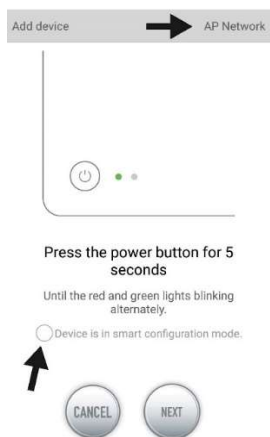 Add device AP Network
Press the power button for 5
seconds
Until the red and green lights blinking
alternately.
Device is in smart configuration mode.
CANCEL NEXT